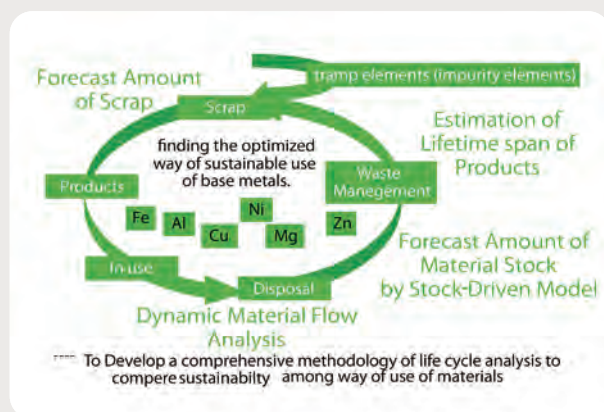 tramp elements (impurity elements)
Forecast Amount
of Scrap
Scrap
Estimation of
Lifetime span of
Products
finding the optimized
way of sustainable use
of base metals.
Products
Waste
Manegement
Fe
Al
Cu
Ni
Mg
Zn
In-use
Disposal
Forecast Amount of
Material Stock
by Stock-Driven Model
Dynamic Material Flow
Analysis
---- To Develop a comprehensive methodology of life cycle analysis to
compere sustainabilty among way of use of materials